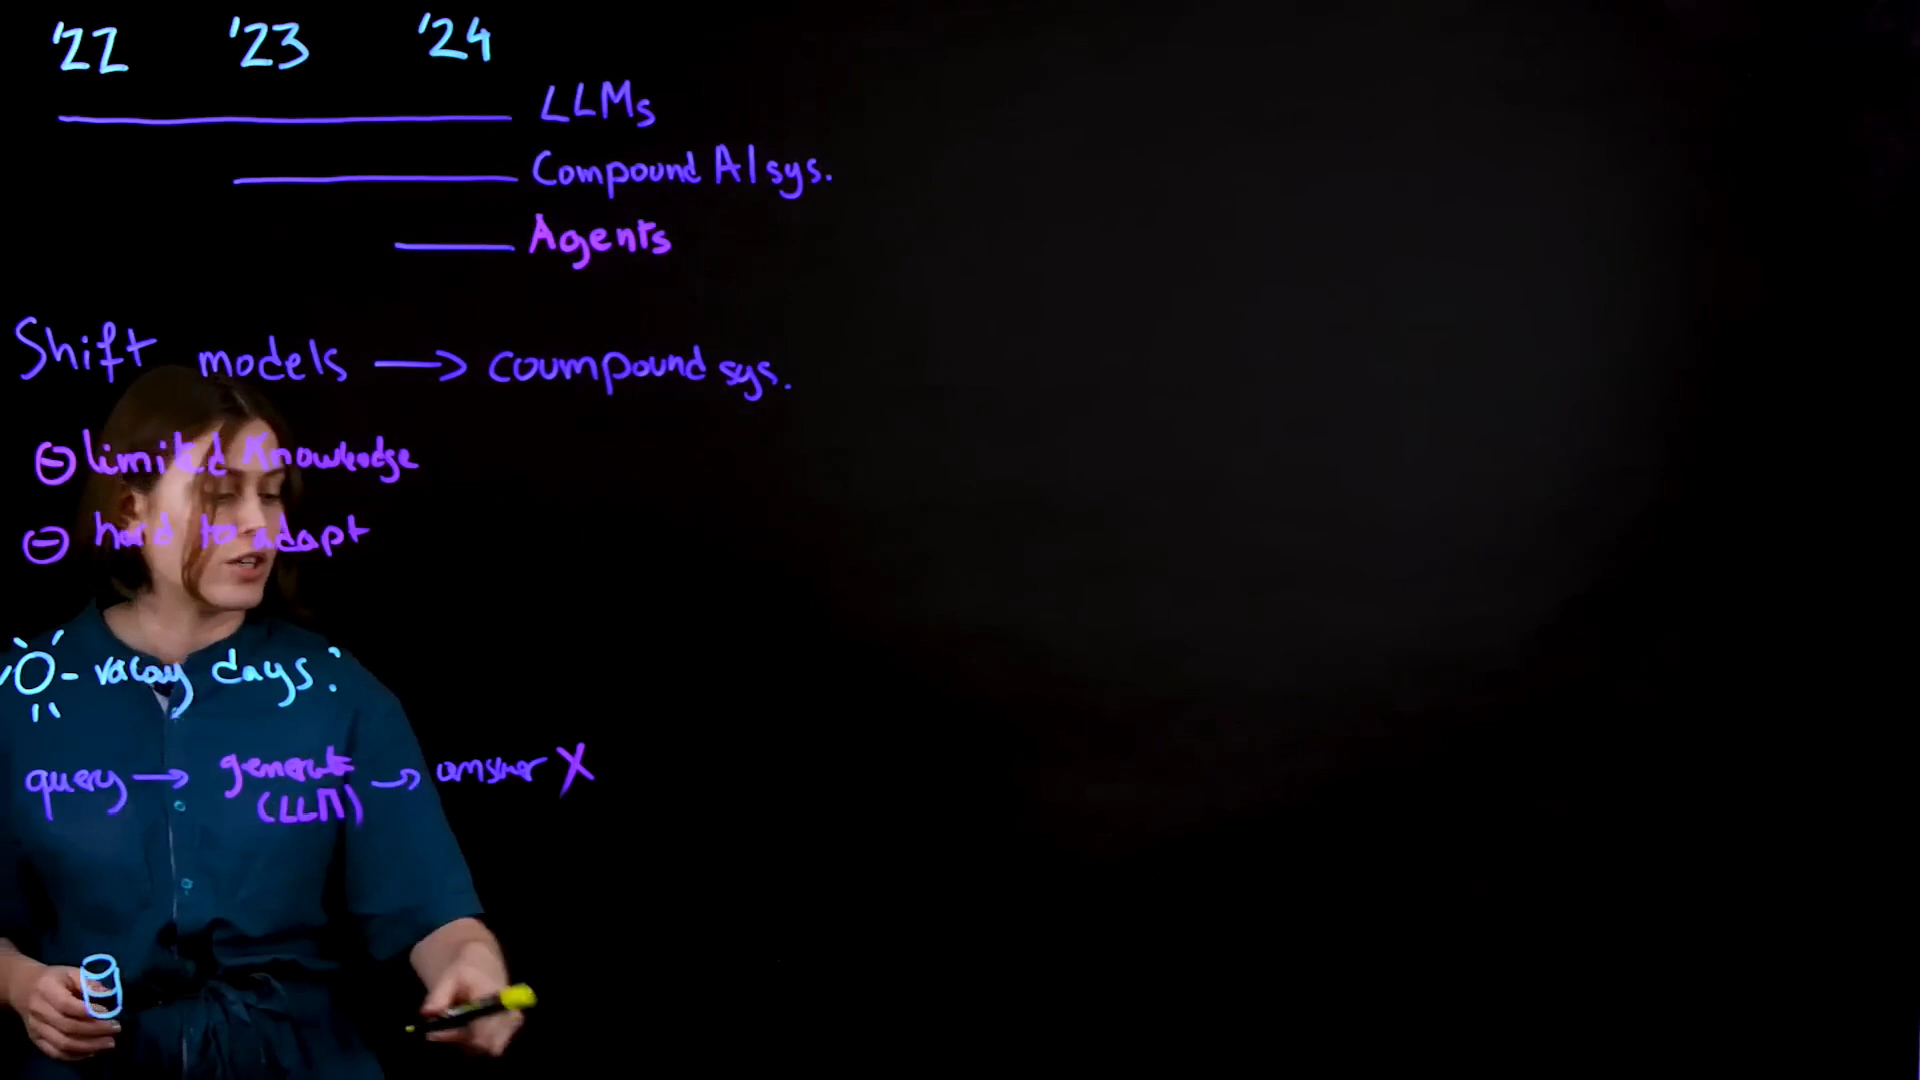 '22 '23 '24
LLMs
Compound AI sys.
Agents
Shift models → coumpound sys.
⊖ limited knowledge
⊖ hard to adapt
vacay days:
query → generate → answer X
(LLM)